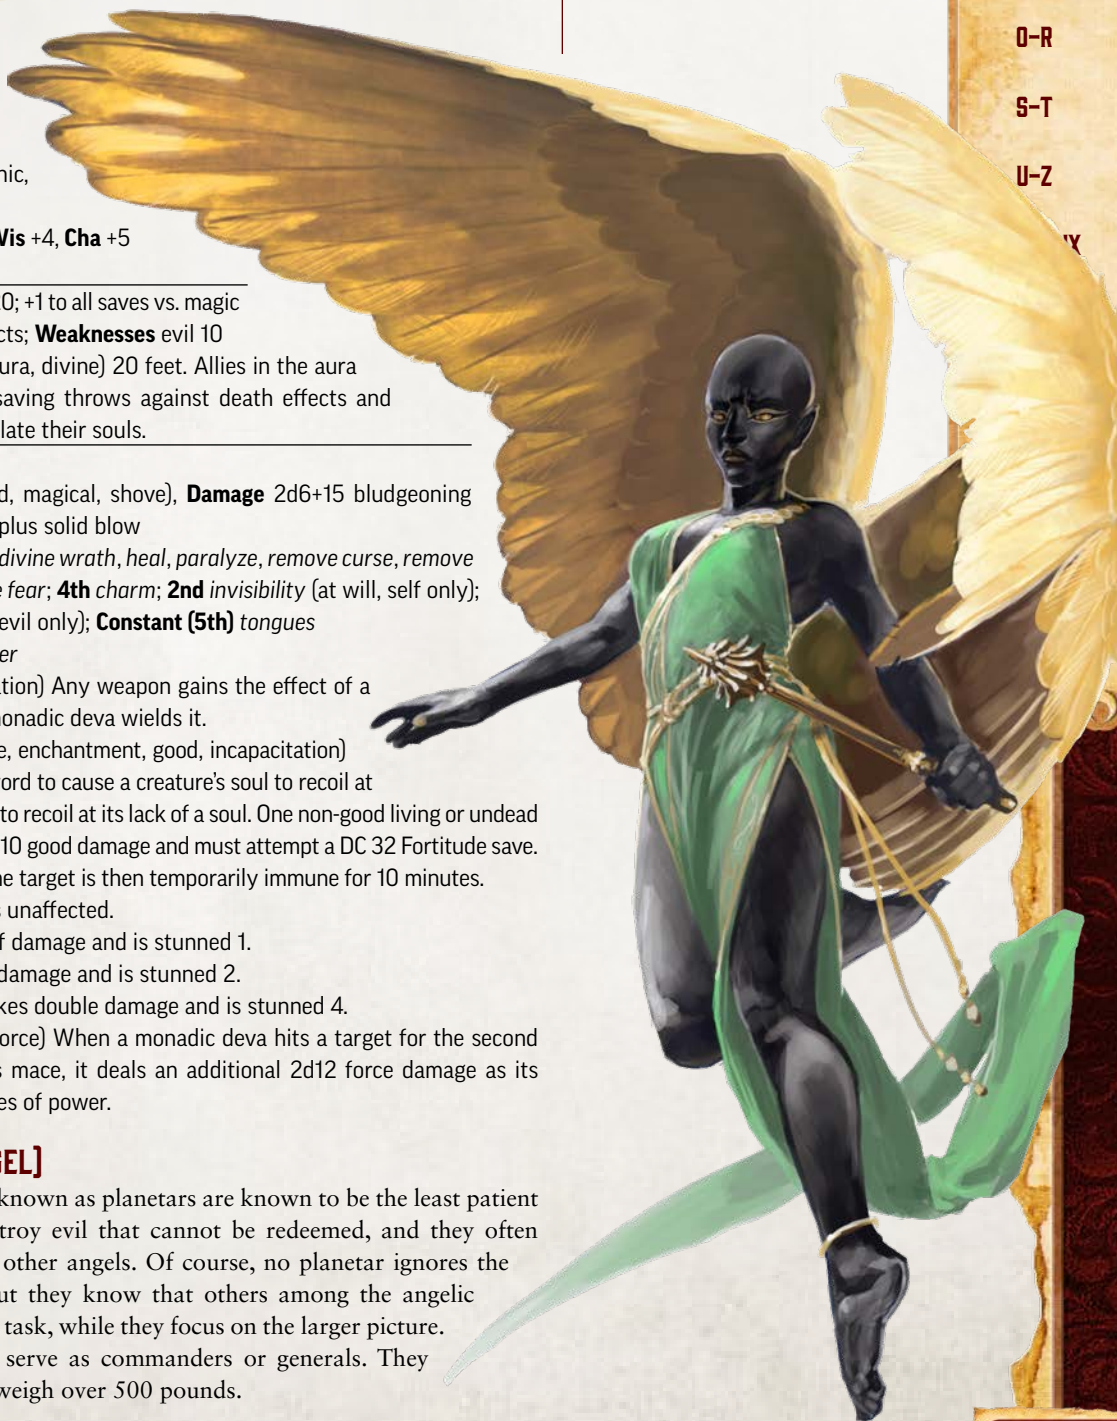 O–R
S–T
U–Z
nic,
Wis +4, Cha +5
+1 to all saves vs. magic
Weaknesses evil 10
aura, divine) 20 feet. Allies in the aura
saving throws against death effects and
late their souls.
magical, shove), Damage 2d6+15 bludgeoning
plus solid blow
divine wrath, heal, paralyze, remove curse, remove
fear; 4th charm; 2nd invisibility (at will, self only);
evil only); Constant (5th) tongues
er
ation) Any weapon gains the effect of a
monadic deva wields it.
enchantment, good, incapacitation)
word to cause a creature's soul to recoil at
to recoil at its lack of a soul. One non-good living or undead
10 good damage and must attempt a DC 32 Fortitude save.
The target is then temporarily immune for 10 minutes.
unaffected.
damage and is stunned 1.
damage and is stunned 2.
kes double damage and is stunned 4.
force) When a monadic deva hits a target for the second
mace, it deals an additional 2d12 force damage as its
es of power.
GEL)
known as planetars are known to be the least patient
troy evil that cannot be redeemed, and they often
other angels. Of course, no planetar ignores the
ut they know that others among the angelic
task, while they focus on the larger picture.
serve as commanders or generals. They
weigh over 500 pounds.